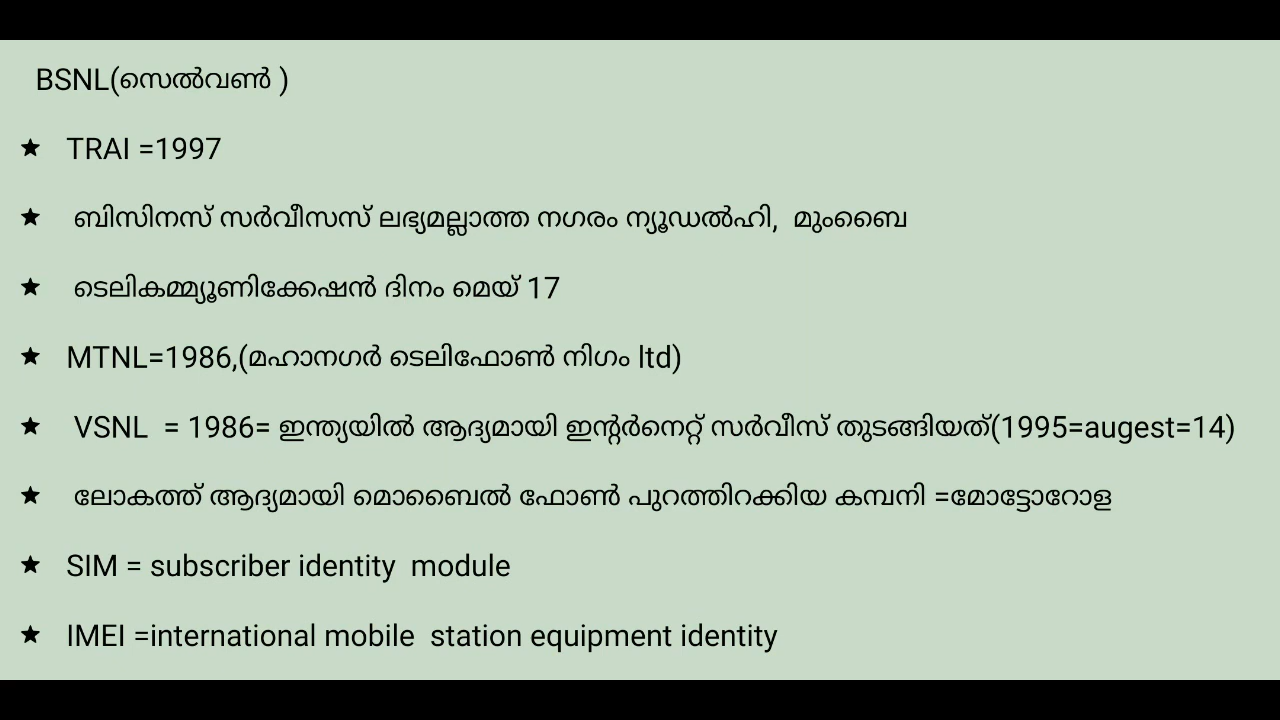 BSNL(സെൽവൺ )
★ TRAI =1997
★ ബിസിനസ് സർവീസസ് ലഭ്യമല്ലാത്ത നഗരം ന്യൂഡൽഹി, മുംബൈ
★ ടെലികമ്മ്യൂണിക്കേഷൻ ദിനം മെയ് 17
★ MTNL=1986,(മഹാനഗർ ടെലിഫോൺ നിഗം ltd)
★ VSNL = 1986= ഇന്ത്യയിൽ ആദ്യമായി ഇന്റർനെറ്റ് സർവീസ് തുടങ്ങിയത്(1995=augest=14)
★ ലോകത്ത് ആദ്യമായി മൊബൈൽ ഫോൺ പുറത്തിറക്കിയ കമ്പനി =മോട്ടോറോള
★ SIM = subscriber identity module
★ IMEI =international mobile station equipment identity